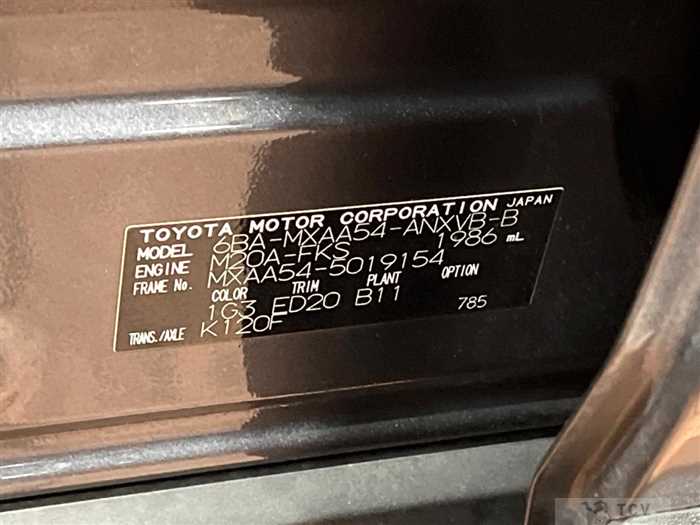 TOYOTA MOTOR CORPORATION JAPAN
MODEL 6BA-MXAA54-ANXVB-B
ENGINE M20A-FKS 1986 mL
FRAME No. MXAA54-5019154
COLOR TRIM PLANT OPTION
1G3 ED20 B11 785
TRANS./AXLE K120F
TCV